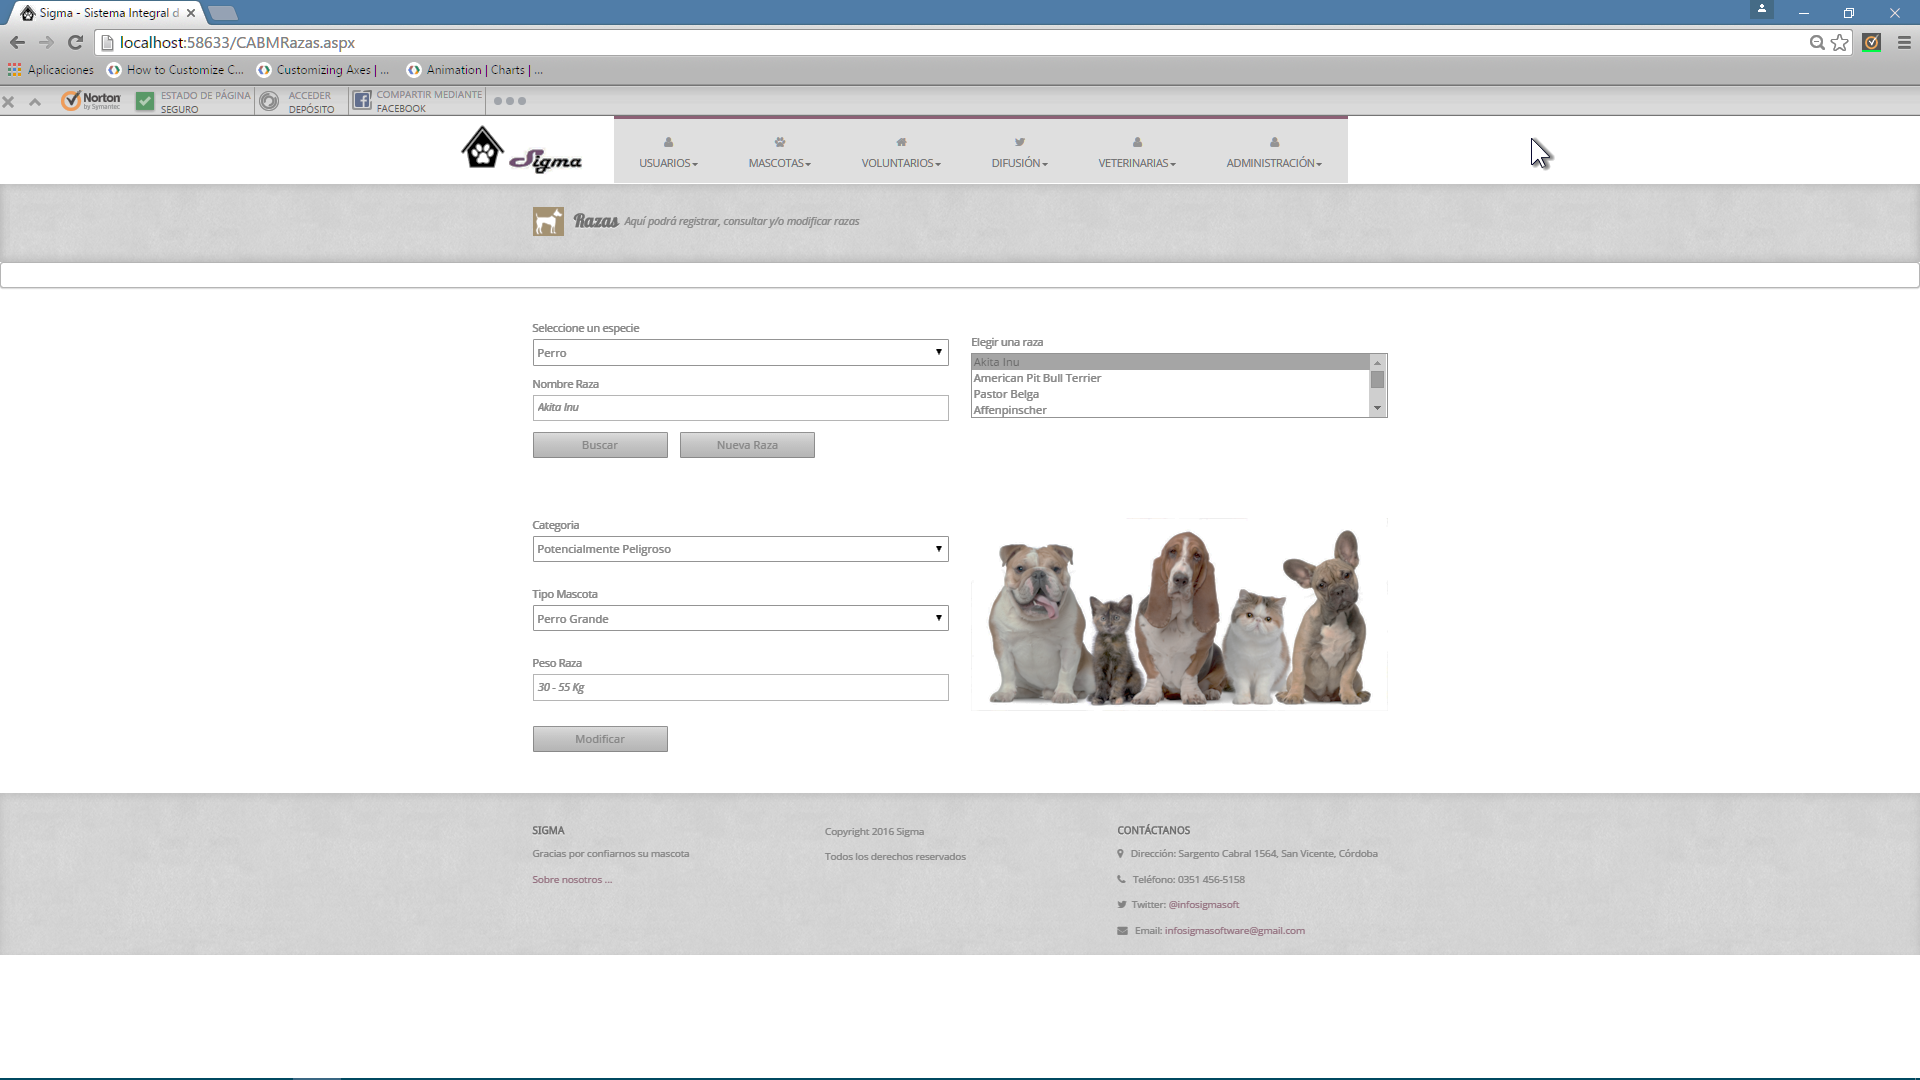 Sigma - Sistema Integral d
localhost:58633/CABMRazas.aspx
Aplicaciones
How to Customize C...
Customizing Axes | ...
Animation | Charts | ...
Norton
by Symantec
ESTADO DE PÁGINA
SEGURO
ACCEDER
DEPÓSITO
COMPARTIR MEDIANTE
FACEBOOK
Sigma
USUARIOS
MASCOTAS
VOLUNTARIOS
DIFUSIÓN
VETERINARIAS
ADMINISTRACIÓN
Razas Aquí podrá registrar, consultar y/o modificar razas
Seleccione un especie
Perro
Nombre Raza
Akita Inu
Buscar
Nueva Raza
Elegir una raza
Akita Inu
American Pit Bull Terrier
Pastor Belga
Affenpinscher
Categoria
Potencialmente Peligroso
Tipo Mascota
Perro Grande
Peso Raza
30 - 55 Kg
Modificar
SIGMA
Gracias por confiarnos su mascota
Sobre nosotros ...
Copyright 2016 Sigma
Todos los derechos reservados
CONTÁCTANOS
Dirección: Sargento Cabral 1564, San Vicente, Córdoba
Teléfono: 0351 456-5158
Twitter: @infosigmasoft
Email: infosigmasoftware@gmail.com